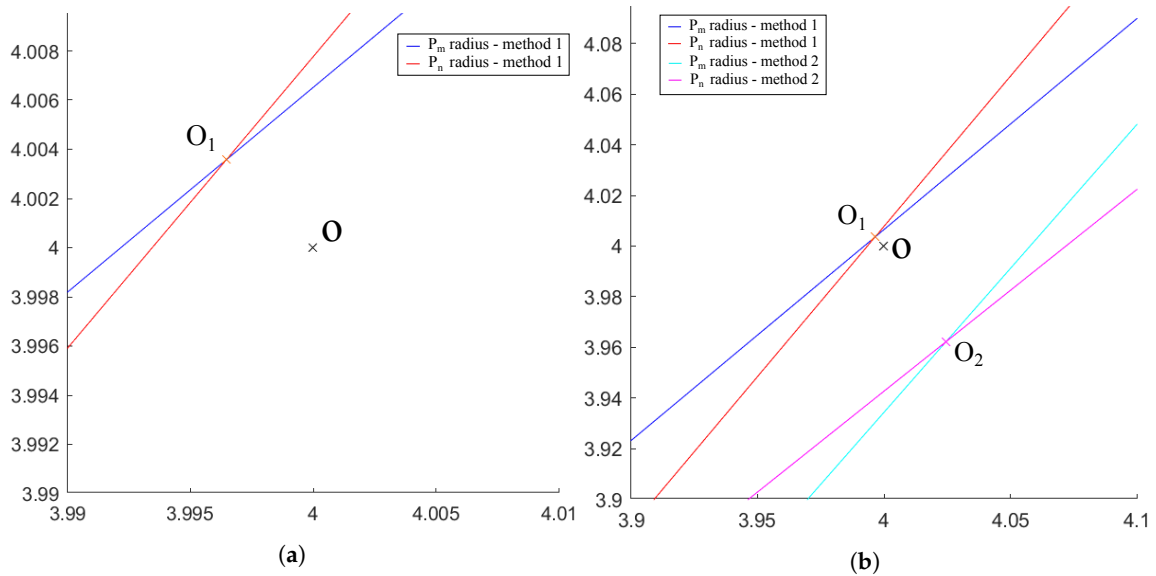 4.008
4.006
4.004
4.002
4
3.998
3.996
3.994
3.992
3.99
3.99
3.995
4
4.005
4.01
Pm radius - method 1
Pn radius - method 1
O1
O
(a)
4.08
4.06
4.04
4.02
4
3.98
3.96
3.94
3.92
3.9
3.9
3.95
4
4.05
4.1
Pm radius - method 1
Pn radius - method 1
Pm radius - method 2
Pn radius - method 2
O1
O
O2
(b)